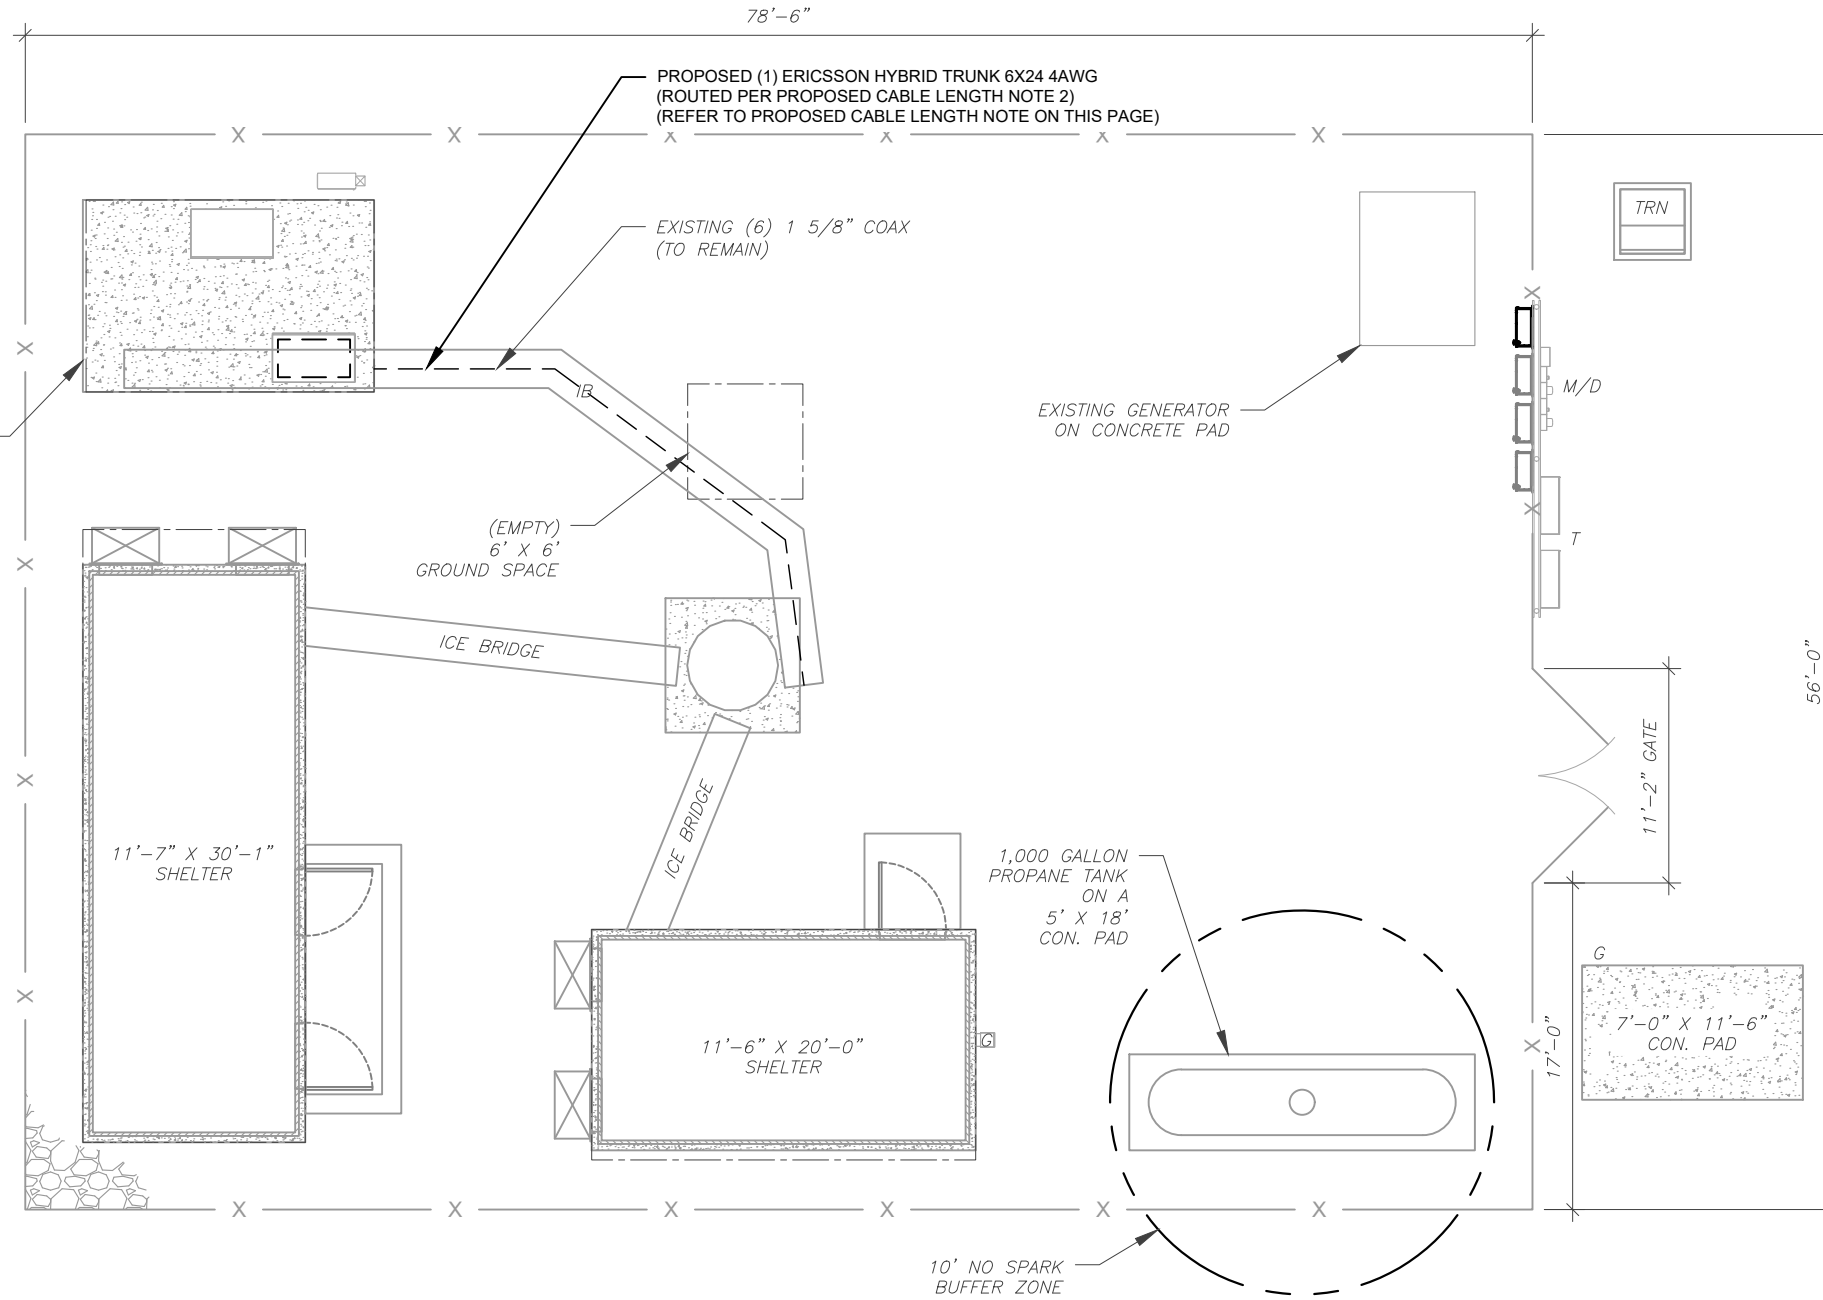 78'-6"
PROPOSED (1) ERICSSON HYBRID TRUNK 6X24 4AWG
(ROUTED PER PROPOSED CABLE LENGTH NOTE 2)
(REFER TO PROPOSED CABLE LENGTH NOTE ON THIS PAGE)
X X X X X X
TRN
EXISTING (6) 1 5/8" COAX
(TO REMAIN)
X
X
IB
M/D
EXISTING GENERATOR
ON CONCRETE PAD
X
(EMPTY)
6' X 6'
GROUND SPACE
T
X
ICE BRIDGE
56'-0"
11'-2" GATE
X
ICE BRIDGE
11'-7" X 30'-1"
SHELTER
1,000 GALLON
PROPANE TANK
ON A
5' X 18'
CON. PAD
G
X
7'-0" X 11'-6"
CON. PAD
17'-0"
X
11'-6" X 20'-0"
SHELTER
G
X X X X X X
10' NO SPARK
BUFFER ZONE